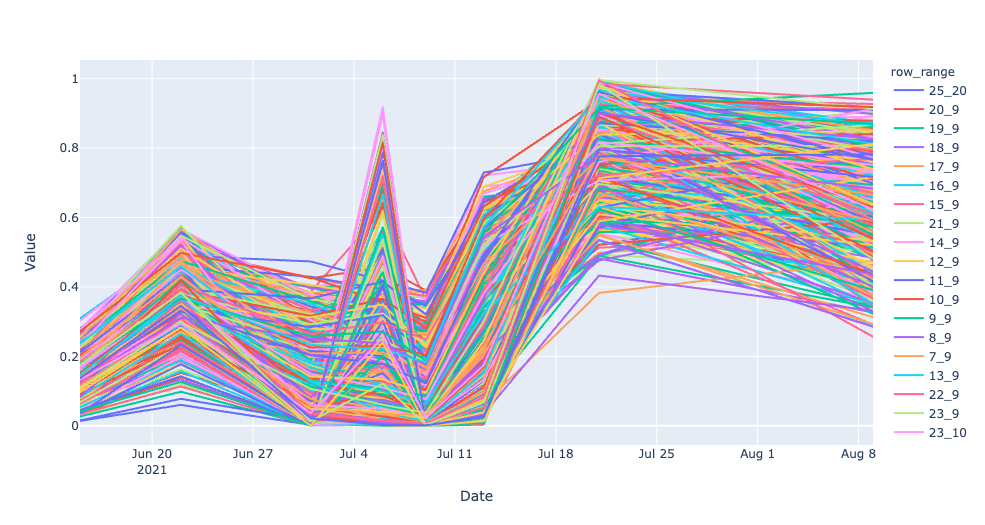 row_range
25_20
20_9
19_9
18_9
17_9
16_9
15_9
21_9
14_9
12_9
11_9
10_9
9_9
8_9
7_9
13_9
22_9
23_9
23_10
1
0.8
0.6
0.4
0.2
0
Value
Jun 20
2021
Jun 27
Jul 4
Jul 11
Jul 18
Jul 25
Aug 1
Aug 8
Date